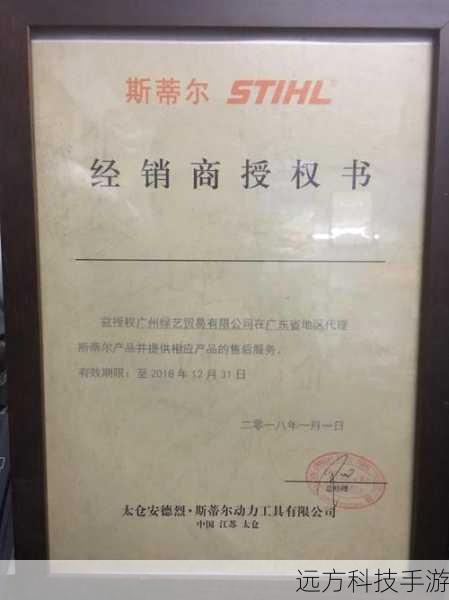 斯蒂尔 STIHL
经销商授权书
兹授权广州绿艺贸易有限公司在广东省地区代理
斯蒂尔产品并提供相应产品的售后服务。
有效期限：至2018年12月31日
二零一八年一月一日
总经理
太仓安德烈·斯蒂尔动力工具有限公司
中国 江苏 太仓
远方科技手游